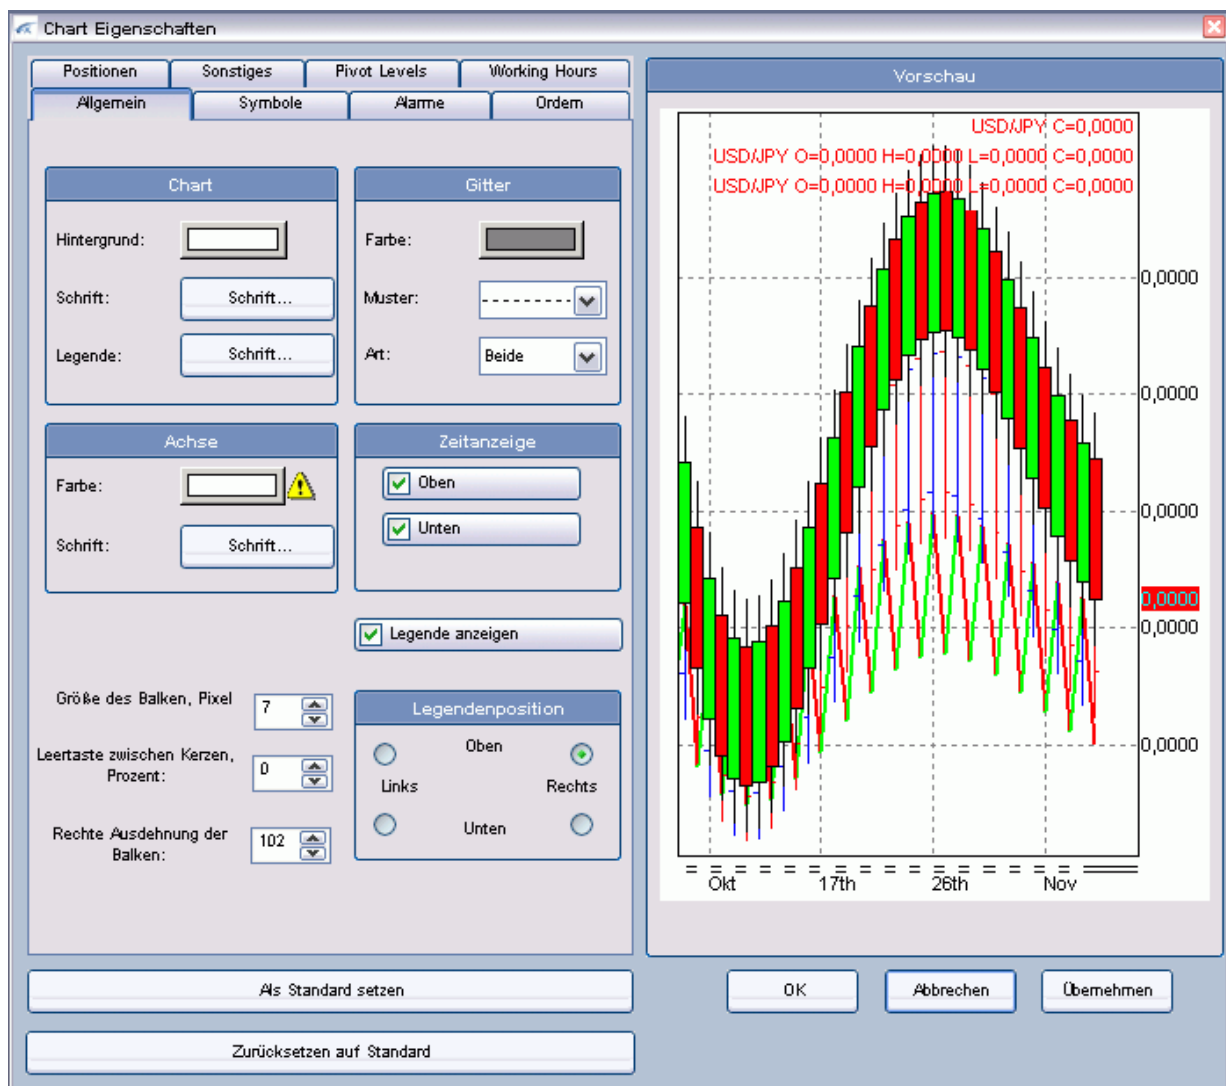 Chart Eigenschaften
Positionen Sonstiges Pivot Levels Working Hours
Allgemein Symbole Alarme Ordern
Chart
Hintergrund:
Schrift: Schrift...
Legende: Schrift...
Gitter
Farbe:
Muster:
Art: Beide
Achse
Farbe:
Schrift: Schrift...
Zeitanzeige
Oben
Unten
Legende anzeigen
Größe des Balken, Pixel 7
Leertaste zwischen Kerzen,
Prozent: 0
Rechte Ausdehnung der
Balken: 102
Legendenposition
Oben
Links Rechts
Unten
Als Standard setzen
Zurücksetzen auf Standard
Vorschau
USD/JPY C=0,0000
USD/JPY O=0,0000 H=0,0000 L=0,0000 C=0,0000
USD/JPY O=0,0000 H=0,0000 L=0,0000 C=0,0000
0,0000
0,0000
0,0000
0,0000
0,0000
0,0000
Okt 17th 26th Nov
OK Abbrechen Übernehmen